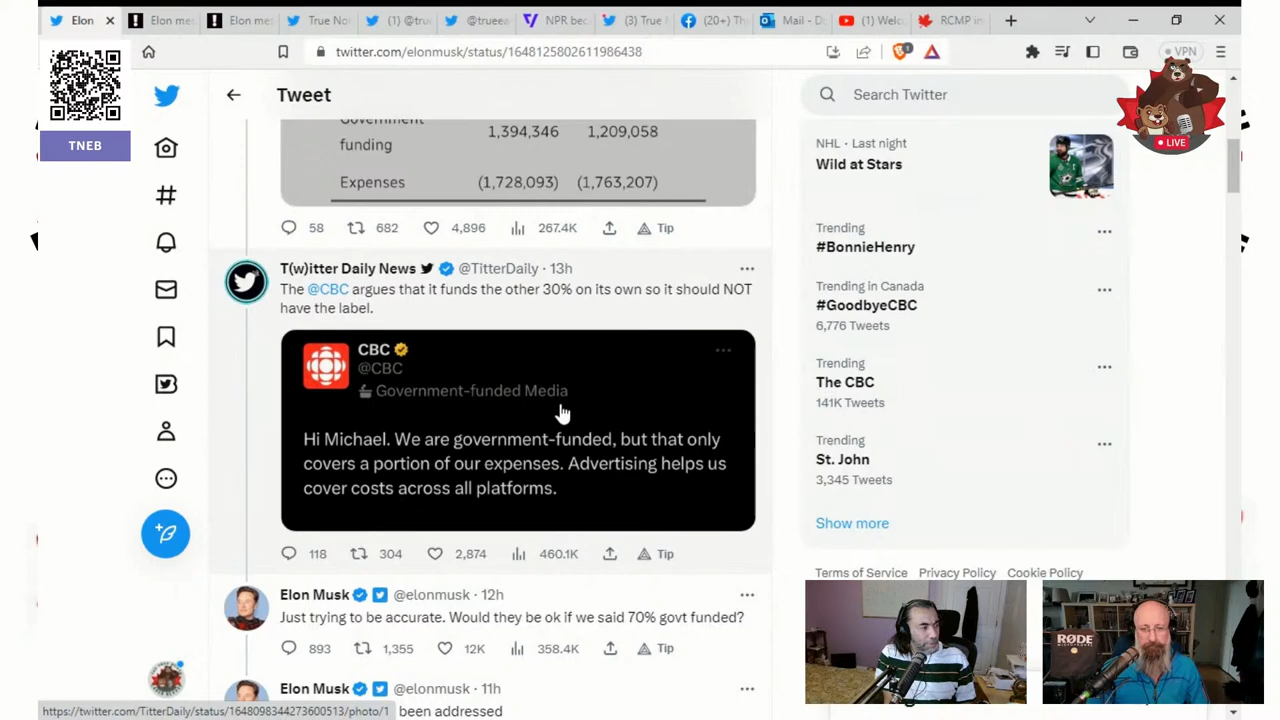 Elon
Elon me
Elon me
True No
(1) @true
@trueea
NPR bec
(3) True
(20+) Th
Mail - D
(1) Welc
RCMP in
twitter.com/elonmusk/status/1648125802611986438
VPN
TNEB
LIVE
Tweet
Search Twitter
Government
funding
1,394,346 1,209,058
Expenses (1,728,093) (1,763,207)
58 682 4,896 267.4K Tip
T(w)itter Daily News @TitterDaily · 13h
The @CBC argues that it funds the other 30% on its own so it should NOT
have the label.
CBC
@CBC
Government-funded Media
Hi Michael. We are government-funded, but that only
covers a portion of our expenses. Advertising helps us
cover costs across all platforms.
118 304 2,874 460.1K Tip
Elon Musk @elonmusk · 12h
Just trying to be accurate. Would they be ok if we said 70% govt funded?
893 1,355 12K 358.4K Tip
Elon Musk @elonmusk · 11h
been addressed
https://twitter.com/TitterDaily/status/1648098344273600513/photo/1
NHL · Last night
Wild at Stars
Trending
#BonnieHenry
Trending in Canada
#GoodbyeCBC
6,776 Tweets
Trending
The CBC
141K Tweets
Trending
St. John
3,345 Tweets
Show more
Terms of Service Privacy Policy Cookie Policy
RØDE